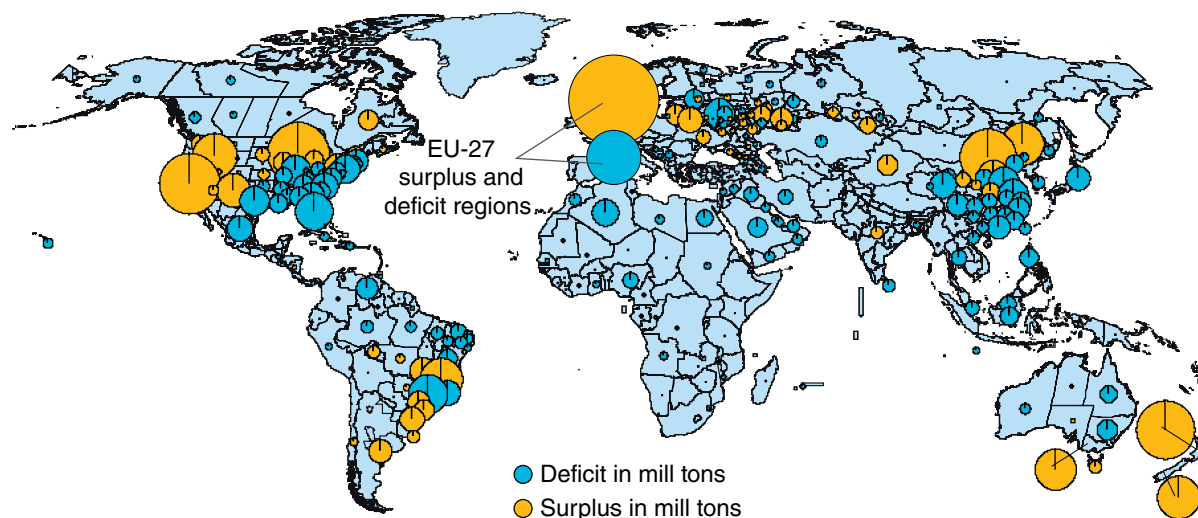 EU-27
surplus and
deficit regions
Deficit in mill tons
Surplus in mill tons